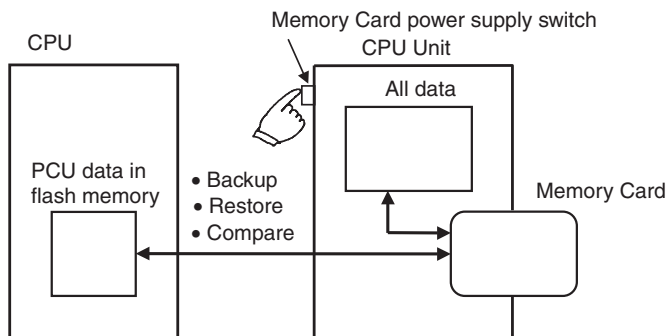 Memory Card power supply switch
CPU
CPU Unit
All data
PCU data in
flash memory
• Backup
• Restore
• Compare
Memory Card